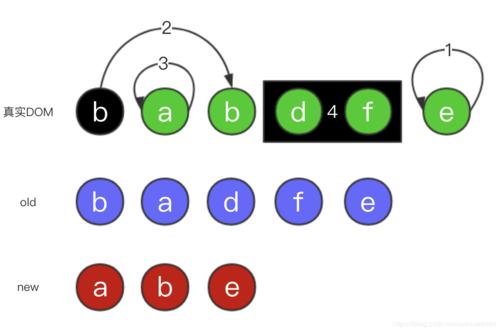 2
3
1
真实DOM b a b d 4 f e
old b a d f e
new a b e